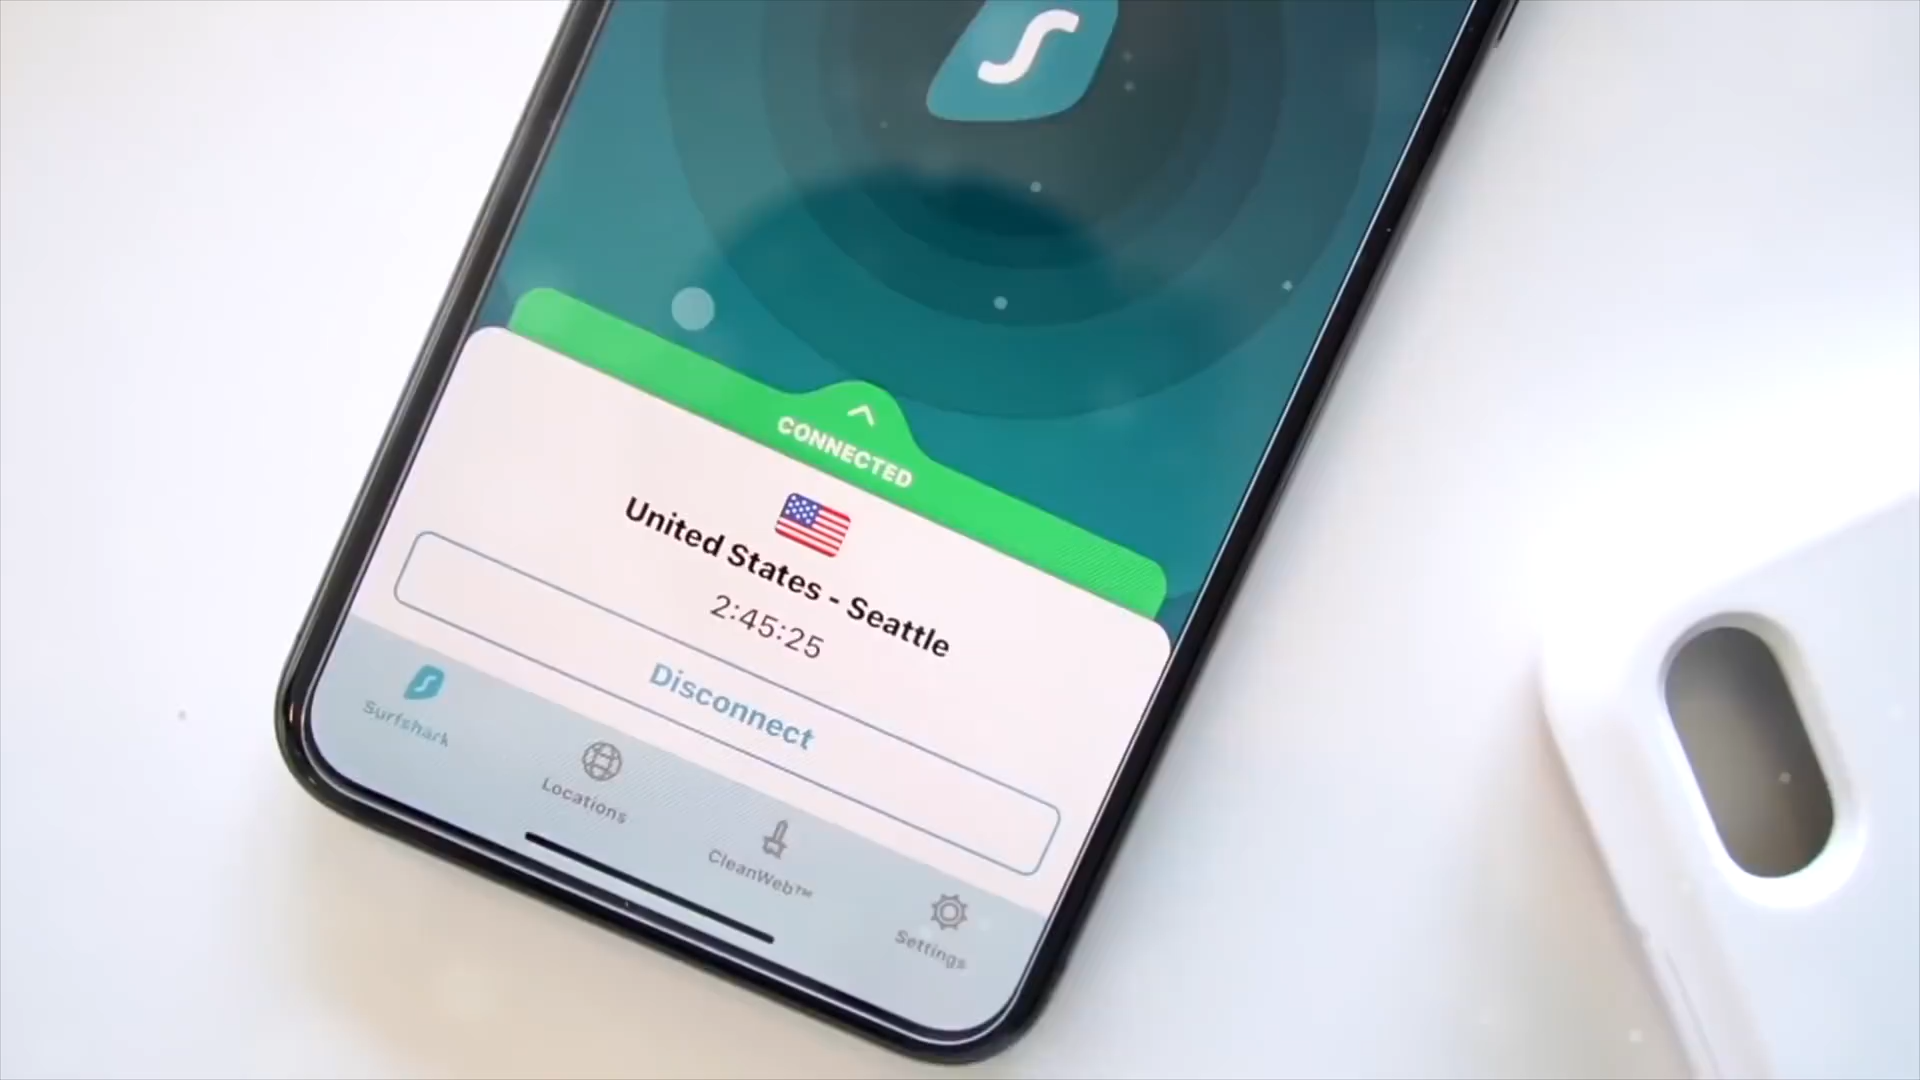 CONNECTED
United States - Seattle
2:45:25
Disconnect
Surfshark
Locations
CleanWeb™
Settings